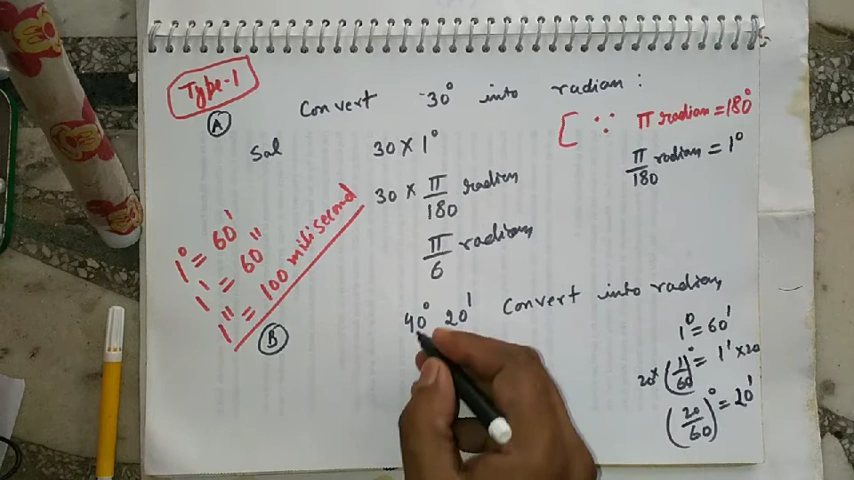 Type-1
(A) Convert -30° into radian :
Sol 30 × 1°
[ ∵ π radian = 180°
π/180 radian = 1°
30 × π/180 radian
π/6 radian
1° = 60'
1' = 60"
1" = 100 mili second
(B) 40° 20' Convert into radian,
1° = 60'
20 × (1/60)° = 1' × 20
(20/60)° = 20'